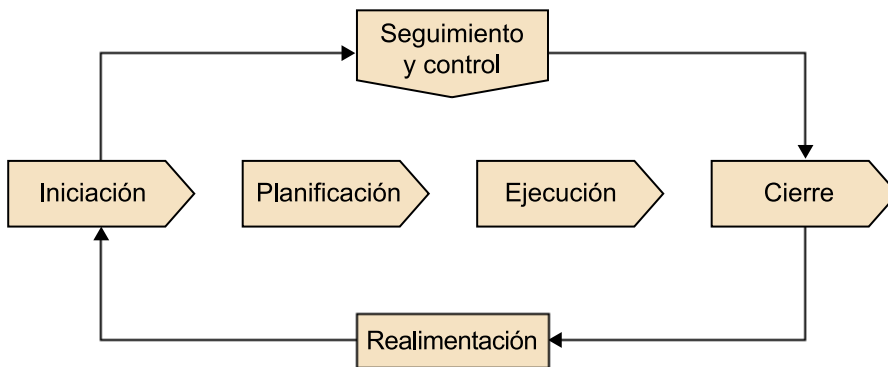 Seguimiento
y control
Iniciación
Planificación
Ejecución
Cierre
Realimentación